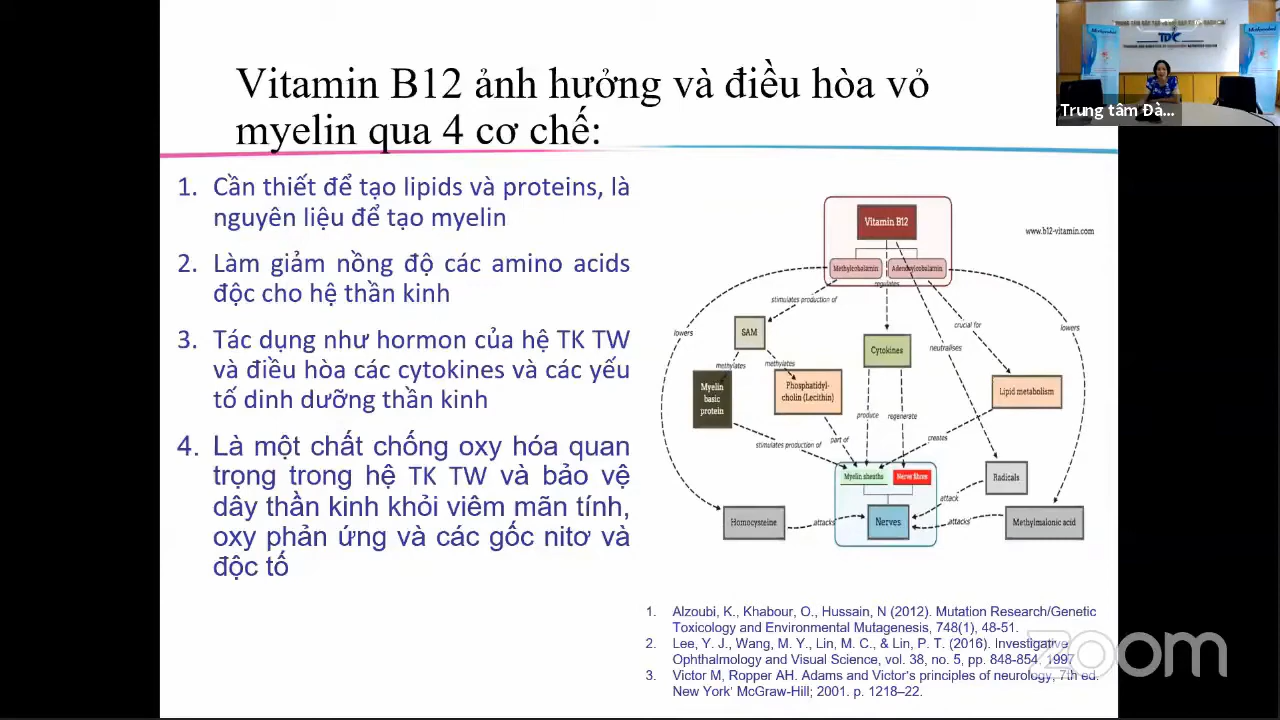 Vitamin B12 ảnh hưởng và điều hòa vỏ
myelin qua 4 cơ chế:
1. Cần thiết để tạo lipids và proteins, là
nguyên liệu để tạo myelin
2. Làm giảm nồng độ các amino acids
độc cho hệ thần kinh
3. Tác dụng như hormon của hệ TK TW
và điều hòa các cytokines và các yếu
tố dinh dưỡng thần kinh
4. Là một chất chống oxy hóa quan
trọng trong hệ TK TW và bảo vệ
dây thần kinh khỏi viêm mãn tính,
oxy phản ứng và các gốc nitơ và
độc tố
Vitamin B12
www.b12-vitamin.com
Methylcobalamin
Adenosylcobalamin
regulates
stimulates production of
lowers
SAM
Cytokines
crucial for
neutralises
lowers
methylates
methylates
Myelin
basic
protein
Phosphatidyl-
cholin (Lecithin)
Lipid metabolism
produce
regenerate
stimulates production of
part of
creates
Myelin sheaths
Nerve fibres
Radicals
attack
Homocysteine
attacks
Nerves
attacks
Methylmalonic acid
1. Alzoubi, K., Khabour, O., Hussain, N (2012). Mutation Research/Genetic
Toxicology and Environmental Mutagenesis, 748(1), 48-51.
2. Lee, Y. J., Wang, M. Y., Lin, M. C., & Lin, P. T. (2016). Investigative
Ophthalmology and Visual Science, vol. 38, no. 5, pp. 848-854, 1997
3. Victor M, Ropper AH. Adams and Victor's principles of neurology, 7th ed.
New York' McGraw-Hill; 2001. p. 1218–22.
TDC
Trung tâm Đà...
zoom